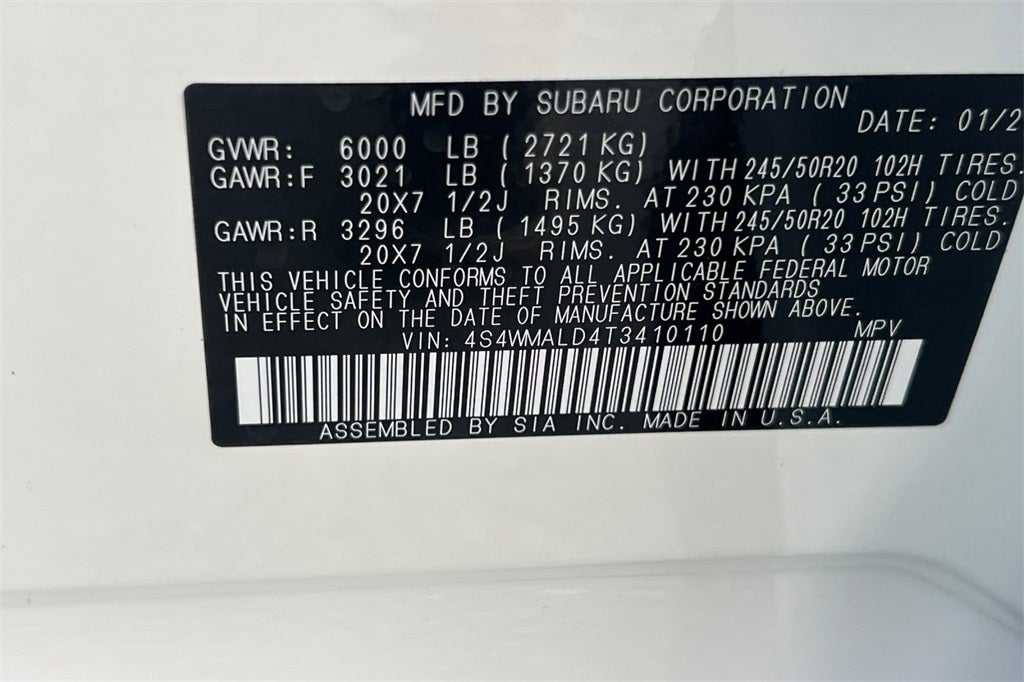 MFD BY SUBARU CORPORATION
DATE: 01/2
GVWR: 6000 LB ( 2721 KG)
GAWR:F 3021 LB ( 1370 KG) WITH 245/50R20 102H TIRES.
20X7 1/2J RIMS. AT 230 KPA ( 33 PSI) COLD
GAWR:R 3296 LB ( 1495 KG) WITH 245/50R20 102H TIRES.
20X7 1/2J RIMS. AT 230 KPA ( 33 PSI) COLD
THIS VEHICLE CONFORMS TO ALL APPLICABLE FEDERAL MOTOR
VEHICLE SAFETY AND THEFT PREVENTION STANDARDS
IN EFFECT ON THE DATE OF MANUFACTURE SHOWN ABOVE.
VIN: 4S4WMALD4T3410110 MPV
ASSEMBLED BY SIA INC. MADE IN U.S.A.